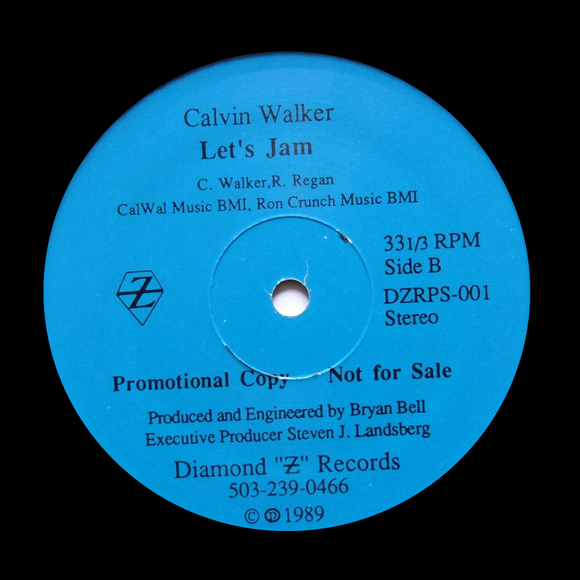 Calvin Walker
Let's Jam
C. Walker,R. Regan
CalWal Music BMI, Ron Crunch Music BMI
33 1/3 RPM
Side B
DZRPS-001
Stereo
Z
Promotional Copy - Not for Sale
Produced and Engineered by Bryan Bell
Executive Producer Steven J. Landsberg
Diamond "Ƶ" Records
503-239-0466
© ℗ 1989